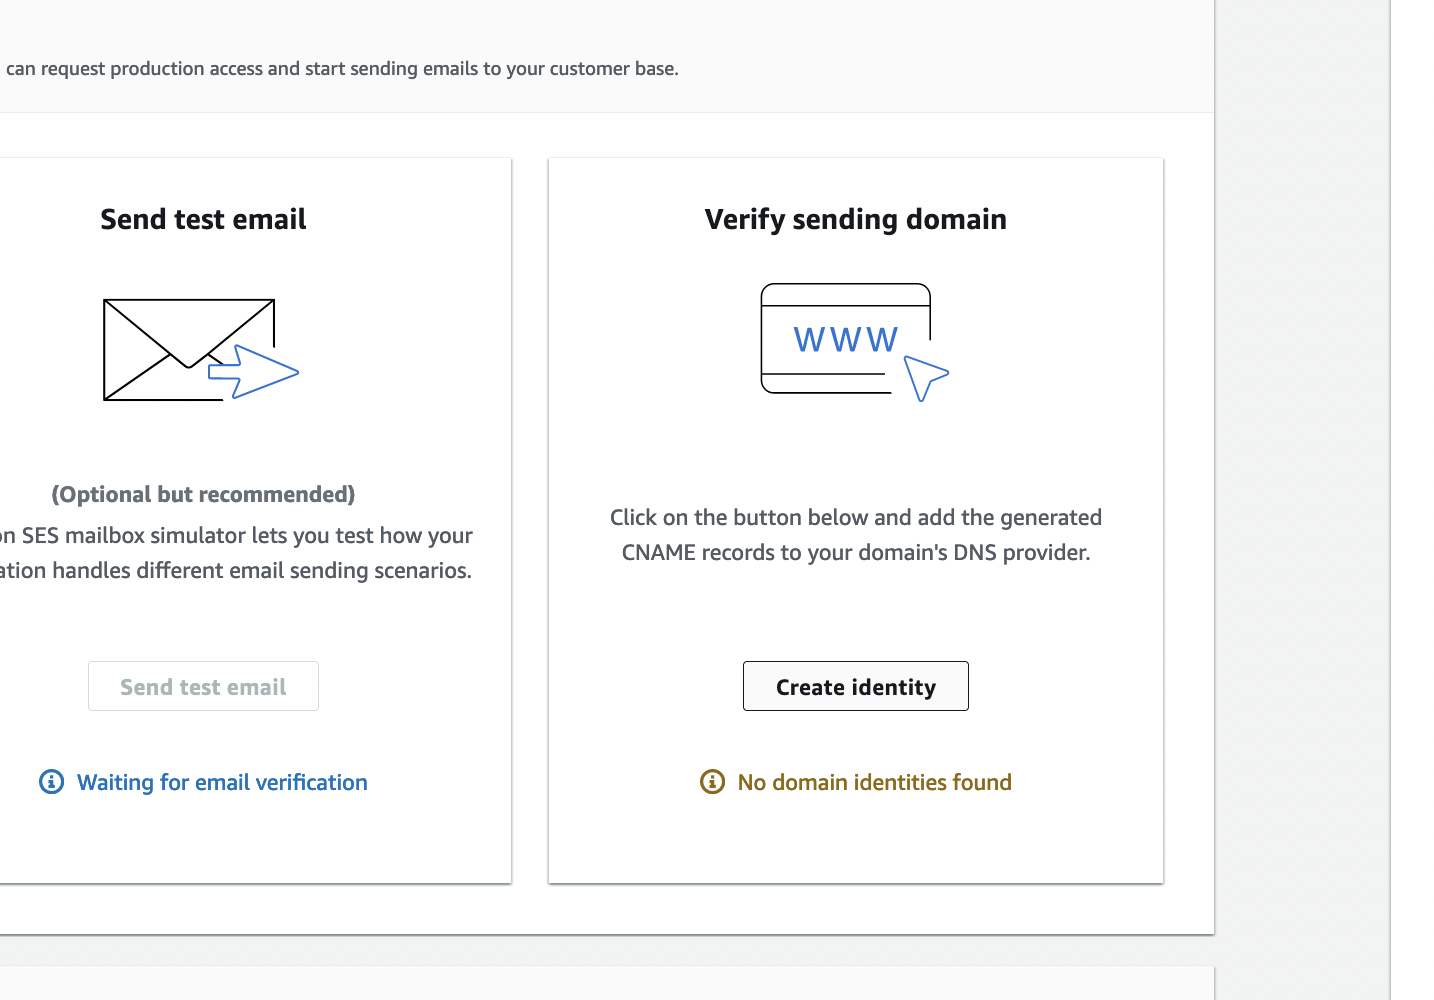 can request production access and start sending emails to your customer base.
Send test email
(Optional but recommended)
on SES mailbox simulator lets you test how your
ation handles different email sending scenarios.
Send test email
Waiting for email verification
Verify sending domain
WWW
Click on the button below and add the generated
CNAME records to your domain's DNS provider.
Create identity
No domain identities found